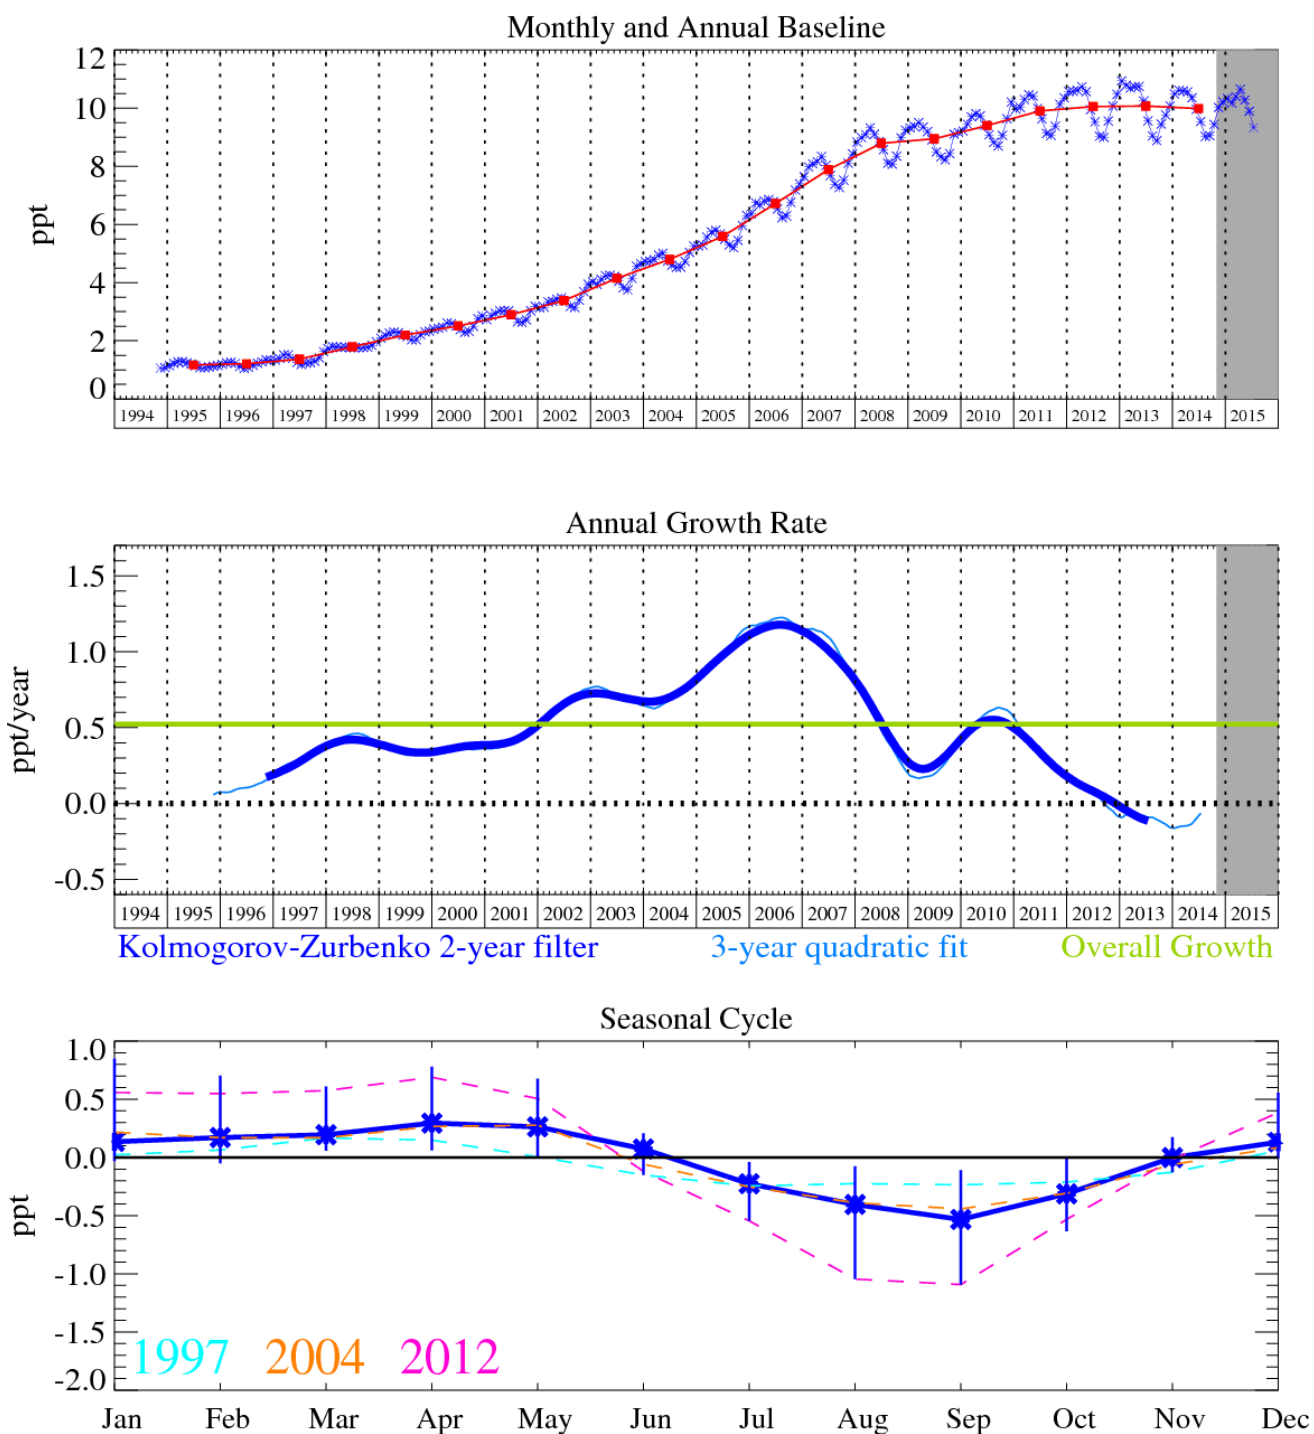 Monthly and Annual Baseline
12
10
8
6
4
2
0
ppt
1994 1995 1996 1997 1998 1999 2000 2001 2002 2003 2004 2005 2006 2007 2008 2009 2010 2011 2012 2013 2014 2015
Annual Growth Rate
1.5
1.0
0.5
0.0
-0.5
ppt/year
1994 1995 1996 1997 1998 1999 2000 2001 2002 2003 2004 2005 2006 2007 2008 2009 2010 2011 2012 2013 2014 2015
Kolmogorov-Zurbenko 2-year filter 3-year quadratic fit Overall Growth
Seasonal Cycle
1.0
0.5
0.0
-0.5
-1.0
-1.5
-2.0
ppt
1997 2004 2012
Jan Feb Mar Apr May Jun Jul Aug Sep Oct Nov Dec